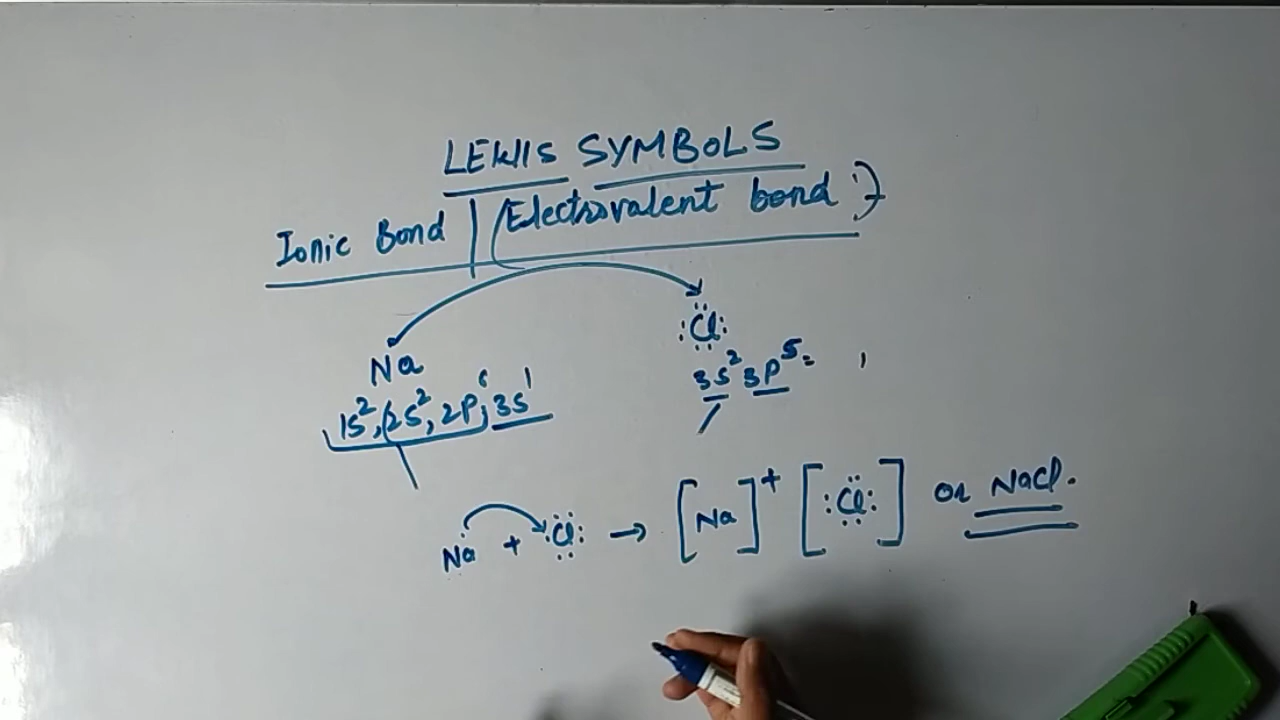 LEWIS SYMBOLS
Ionic Bond | (Electrovalent bond :-)
Na :Cl:
1s², (2s², 2p⁶, 3s¹ 3s² 3p⁵ =
Na + :Cl: → [Na]⁺ [:Cl:] or NaCl.